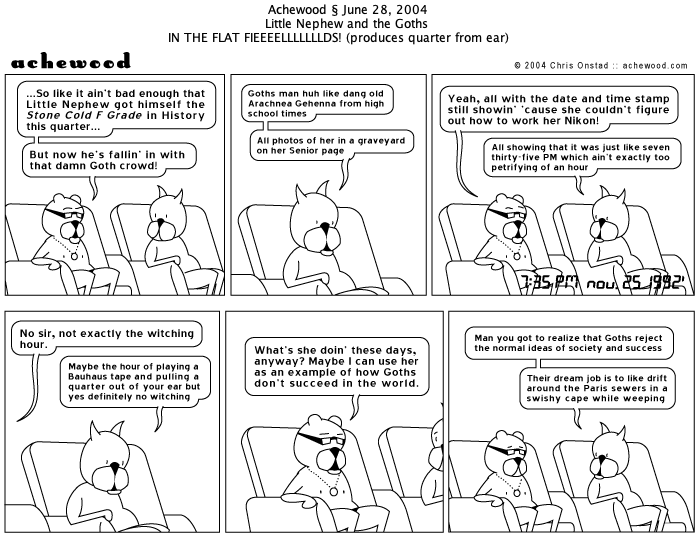 Achewood § June 28, 2004
Little Nephew and the Goths
IN THE FLAT FIEEEELLLLLLLDS! (produces quarter from ear)
achewood
© 2004 Chris Onstad :: achewood.com
...So like it ain't bad enough that
Little Nephew got himself the
Stone Cold F Grade in History
this quarter...
But now he's fallin' in with
that damn Goth crowd!
Goths man huh like dang old
Arachnea Gehenna from high
school times
All photos of her in a graveyard
on her Senior page
Yeah, all with the date and time stamp
still showin' 'cause she couldn't figure
out how to work her Nikon!
All showing that it was just like seven
thirty-five PM which ain't exactly too
petrifying of an hour
7:35 PM nov. 25 1992'
No sir, not exactly the witching
hour.
Maybe the hour of playing a
Bauhaus tape and pulling a
quarter out of your ear but
yes definitely no witching
What's she doin' these days,
anyway? Maybe I can use her
as an example of how Goths
don't succeed in the world.
Man you got to realize that Goths reject
the normal ideas of society and success
Their dream job is to like drift
around the Paris sewers in a
swishy cape while weeping